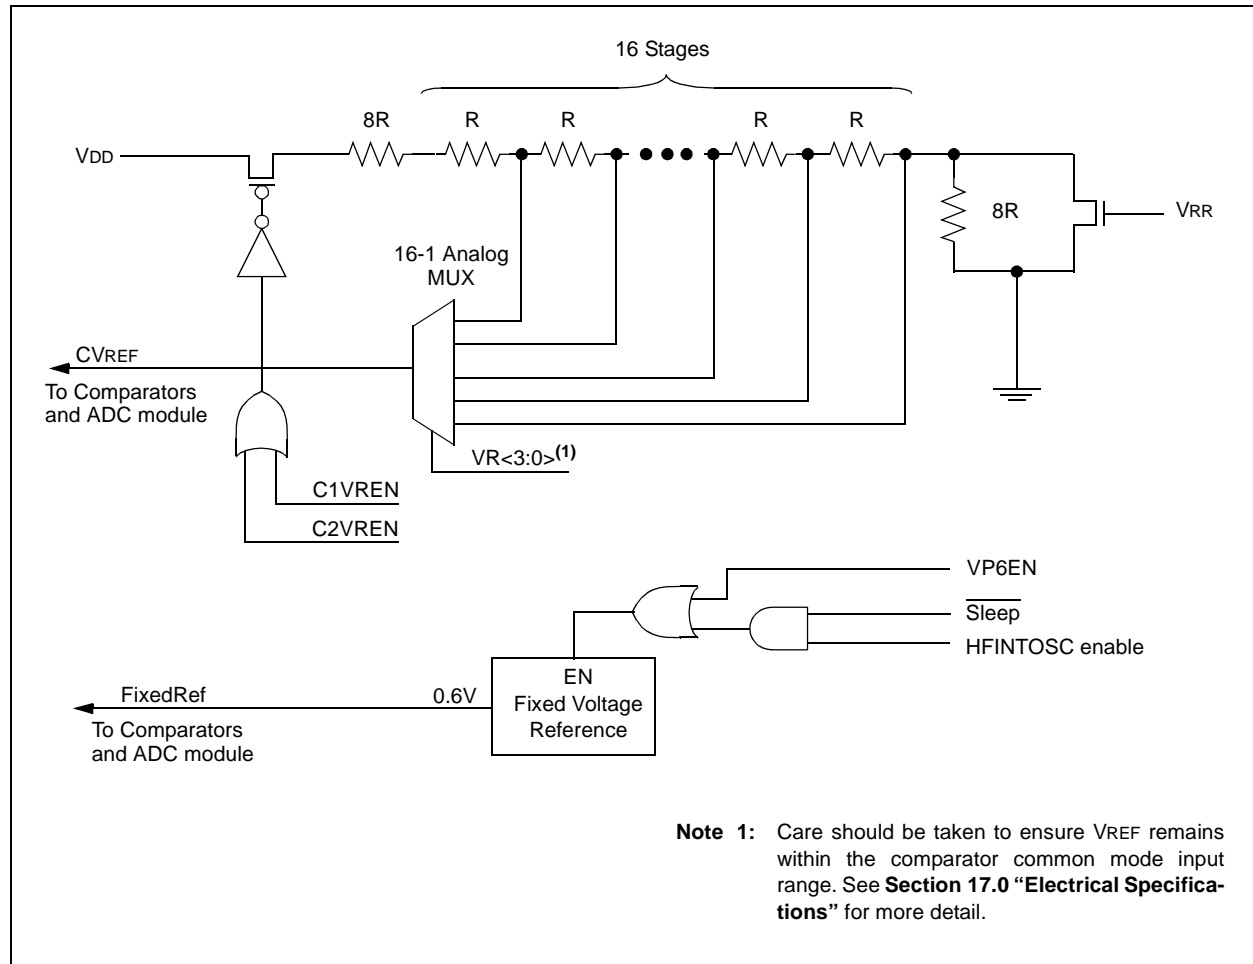 16 Stages
8R R R R R
VDD
8R
VRR
16-1 Analog
MUX
CVREF
To Comparators
and ADC module
VR<3:0>(1)
C1VREN
C2VREN
VP6EN
Sleep
HFINTOSC enable
EN
FixedRef 0.6V Fixed Voltage
Reference
To Comparators
and ADC module
Note 1: Care should be taken to ensure VREF remains
within the comparator common mode input
range. See Section 17.0 “Electrical Specifica-
tions” for more detail.